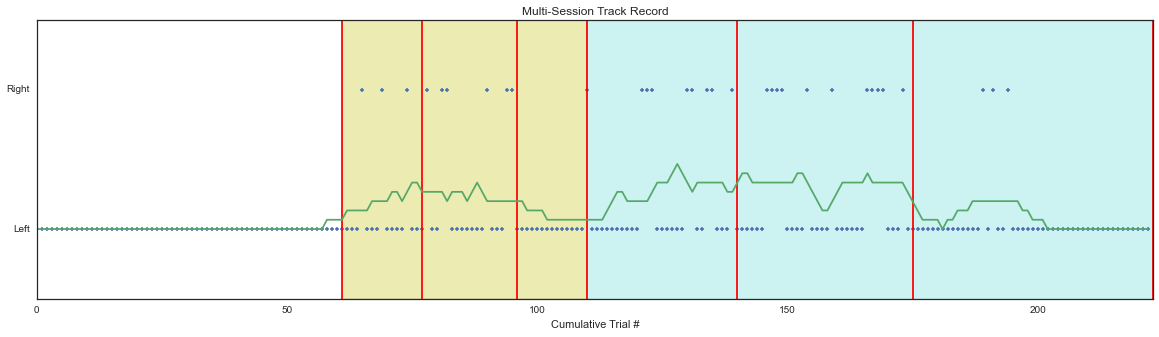 Multi-Session Track Record
Right
Left
0 50 100 150 200
Cumulative Trial #